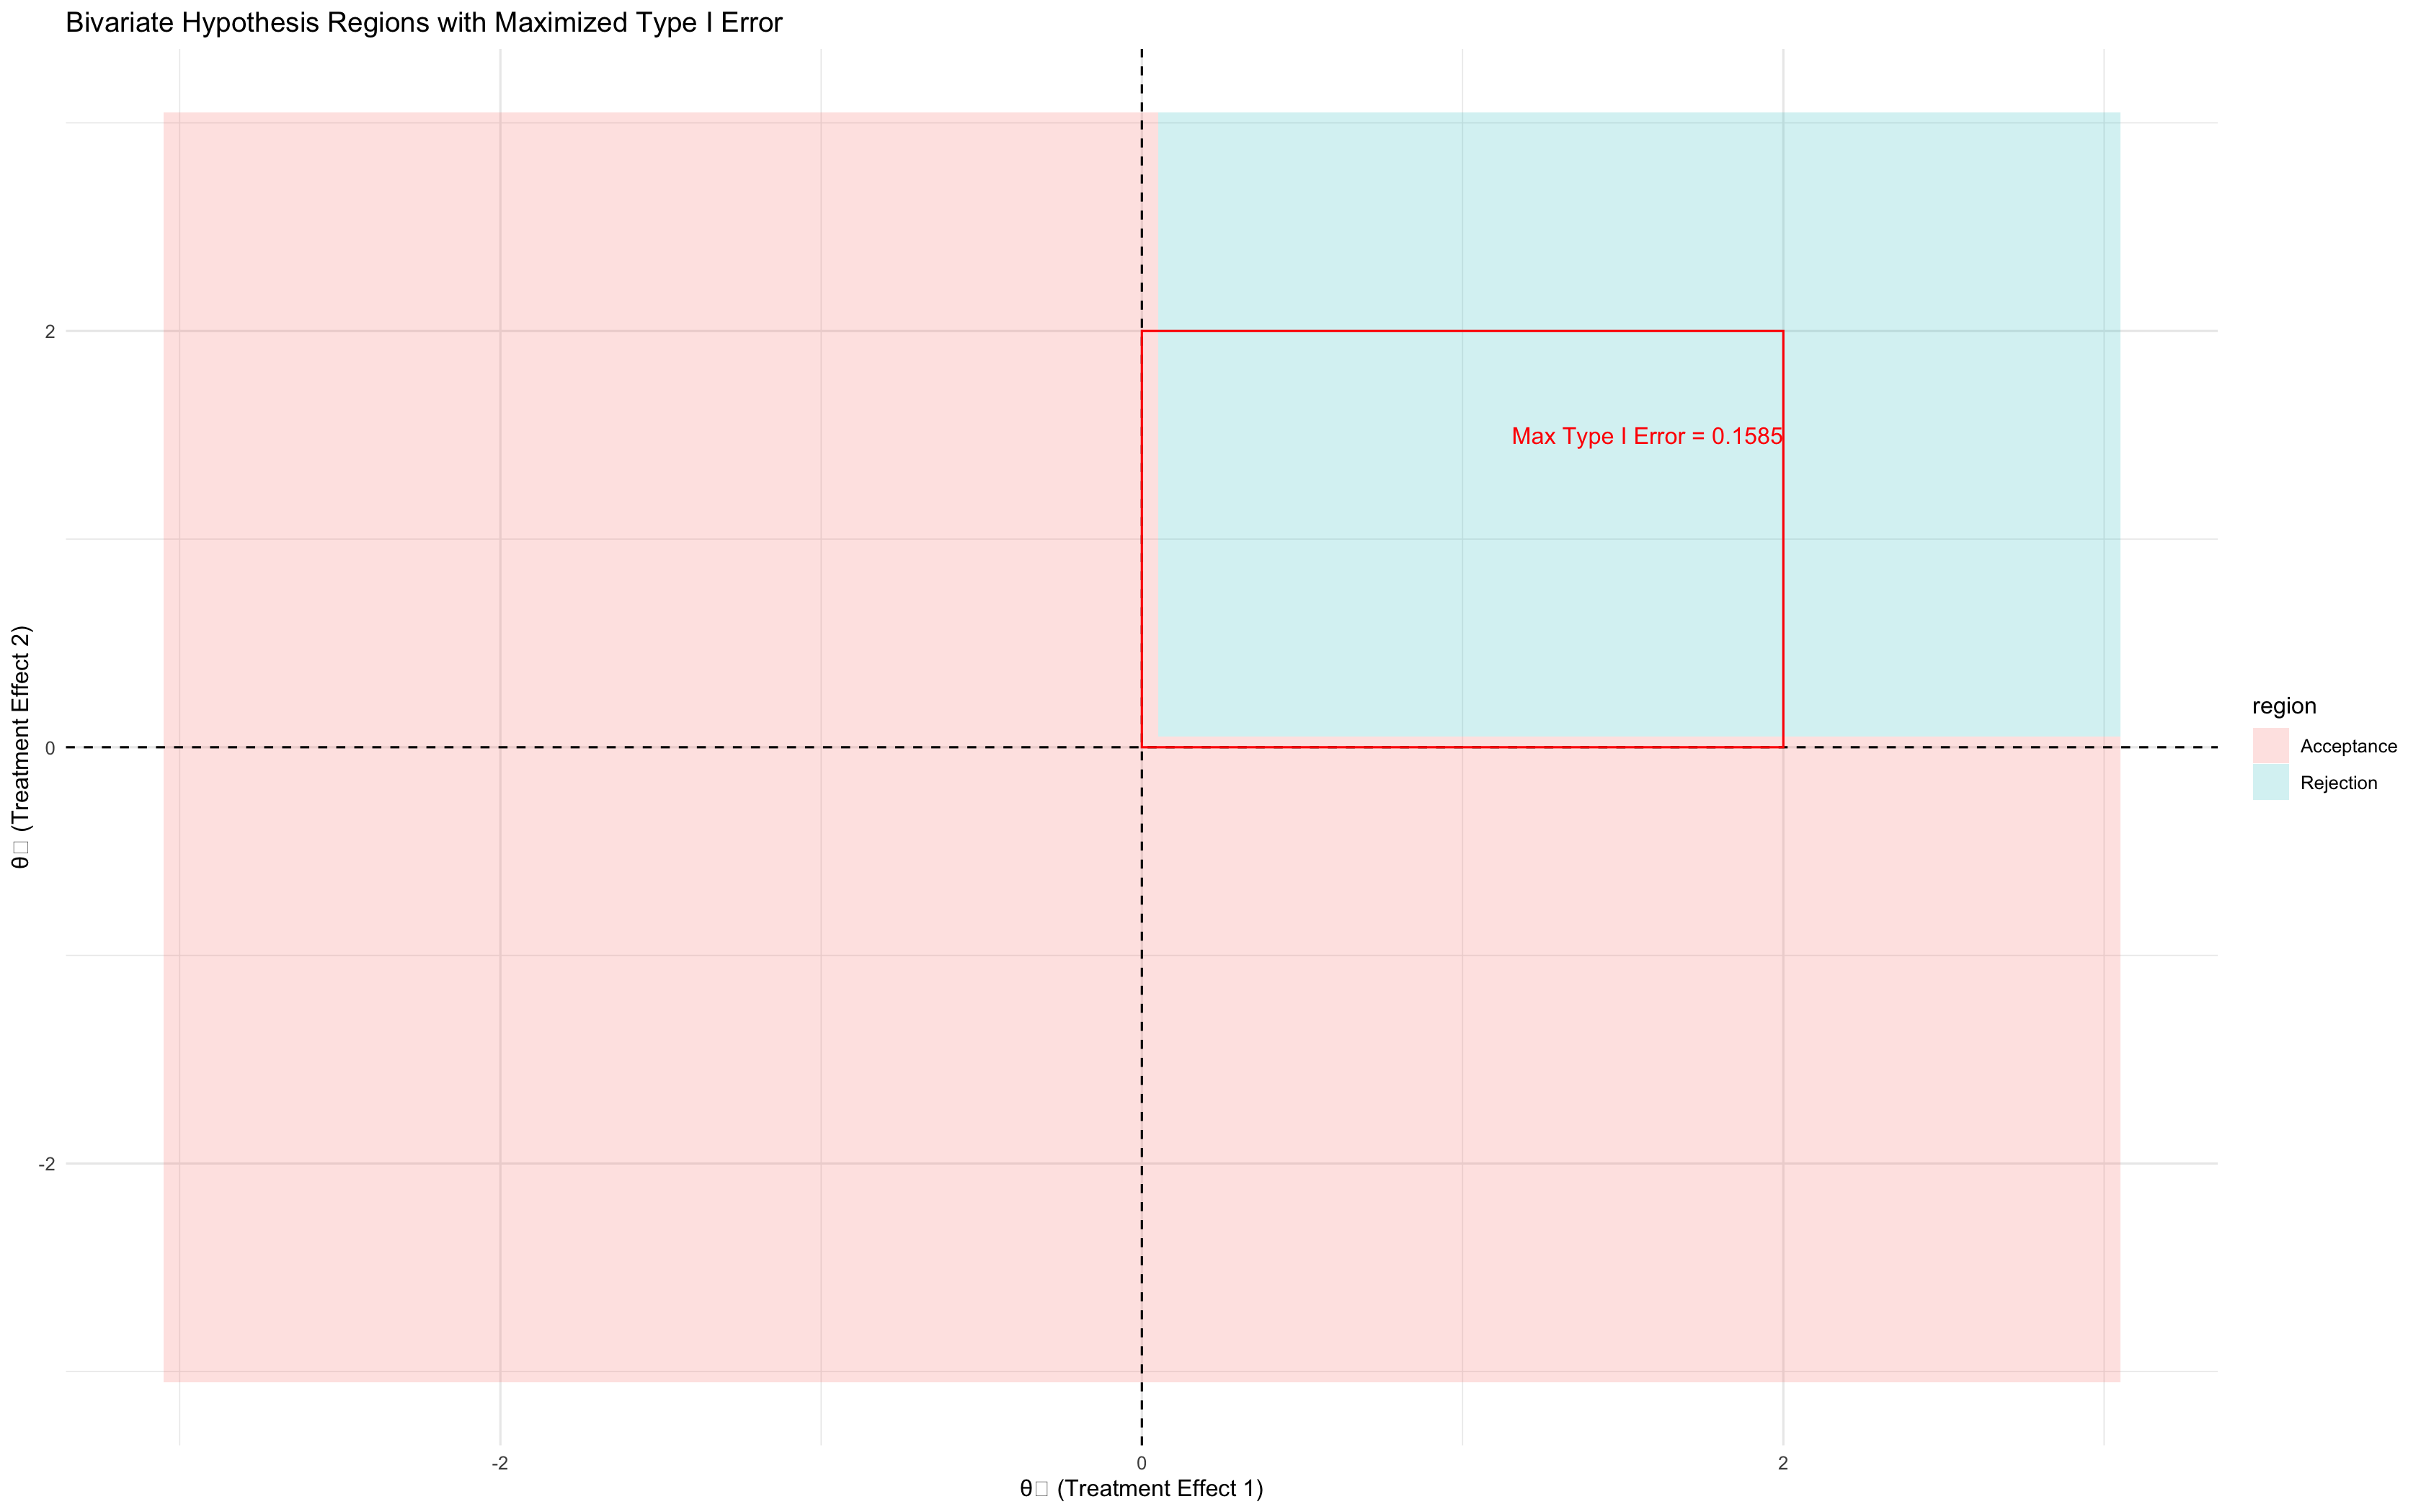 Bivariate Hypothesis Regions with Maximized Type I Error
2
0
-2
θ□ (Treatment Effect 2)
Max Type I Error = 0.1585
-2
0
2
θ□ (Treatment Effect 1)
region
Acceptance
Rejection